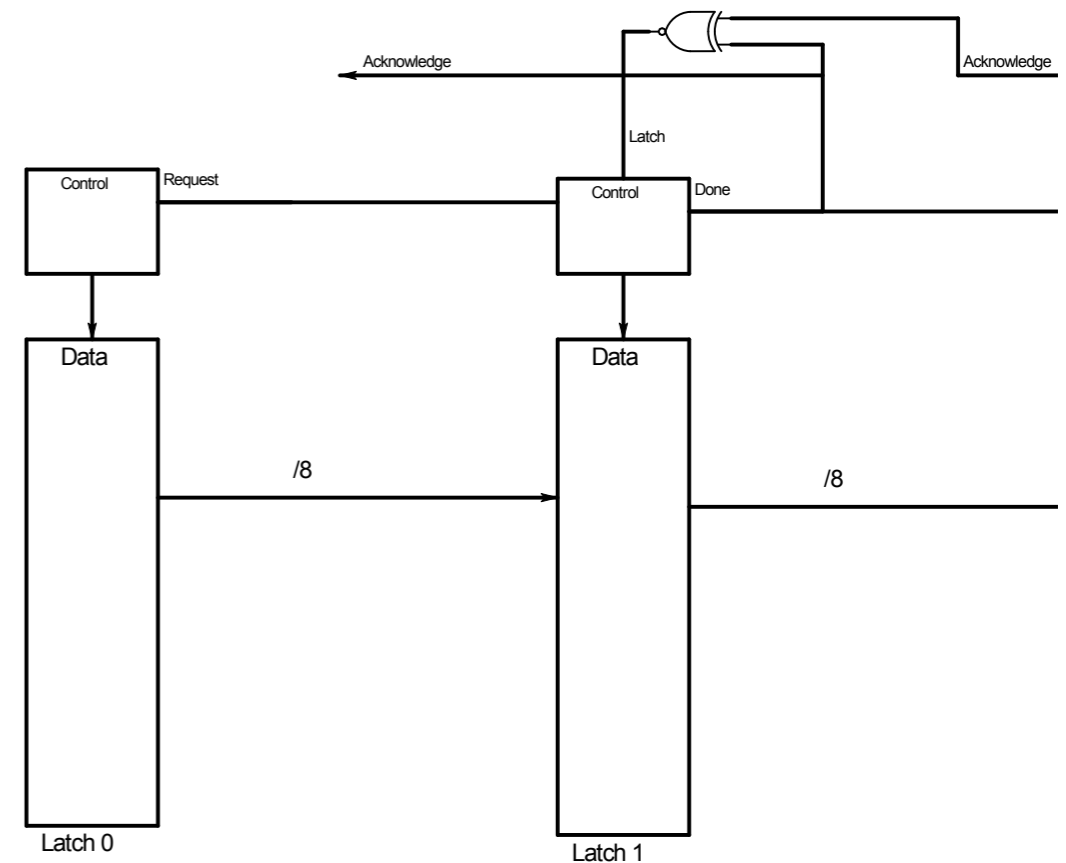 Acknowledge
Acknowledge
Latch
Control
Request
Control
Done
Data
Data
/8
/8
Latch 0
Latch 1